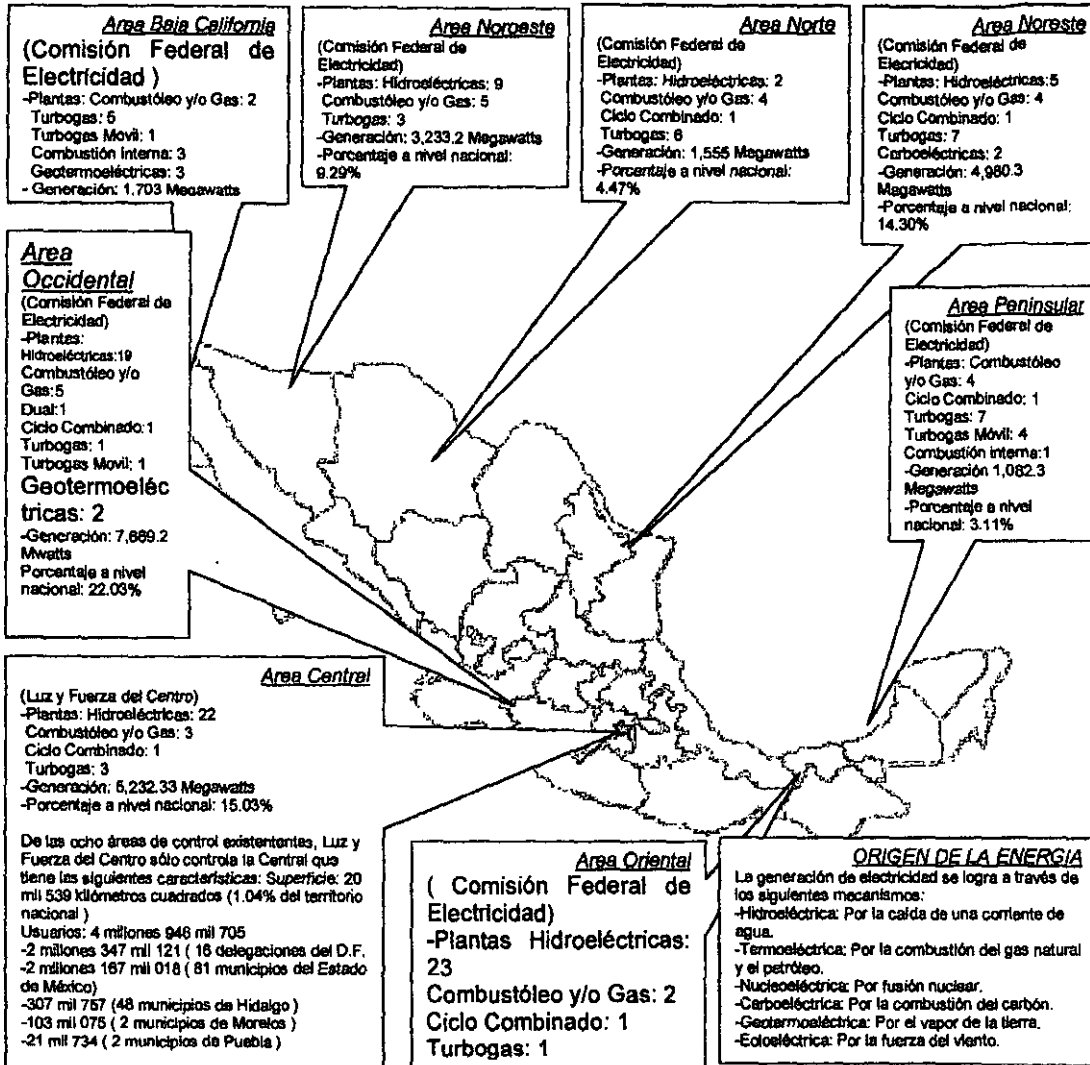 Area Baja California
(Comisión Federal de
Electricidad )
-Plantas: Combustóleo y/o Gas: 2
Turbogas: 5
Turbogas Movil: 1
Combustión interna: 3
Geotermoeléctricas: 3
- Generación: 1,703 Megawatts
Area Noroeste
(Comisión Federal de
Electricidad)
-Plantas: Hidroeléctricas: 9
Combustóleo y/o Gas: 5
Turbogas: 3
-Generación: 3,233.2 Megawatts
-Porcentaje a nivel nacional:
9.29%
Area Norte
(Comisión Federal de
Electricidad)
-Plantas: Hidroeléctricas: 2
Combustóleo y/o Gas: 4
Ciclo Combinado: 1
Turbogas: 6
-Generación: 1,555 Megawatts
-Porcentaje a nivel nacional:
4.47%
Area Noreste
(Comisión Federal de
Electricidad)
-Plantas: Hidroeléctricas:5
Combustóleo y/o Gas: 4
Ciclo Combinado: 1
Turbogas: 7
Carboeléctricas: 2
-Generación: 4,980.3
Magawatts
-Porcentaje a nivel nacional:
14.30%
Area
Occidental
(Comisión Federal de
Electricidad)
-Plantas:
Hidroeléctricas:19
Combustóleo y/o
Gas:5
Dual:1
Ciclo Combinado:1
Turbogas: 1
Turbogas Movil: 1
Geotermoeléc
tricas: 2
-Generación: 7,669.2
Mwatts
Porcentaje a nivel
nacional: 22.03%
Area Peninsular
(Comisión Federal de
Electricidad)
-Plantas: Combustóleo
y/o Gas: 4
Ciclo Combinado: 1
Turbogas: 7
Turbogas Móvil: 4
Combustión interna:1
-Generación 1,082.3
Megawatts
-Porcentaje a nivel
nacional: 3.11%
Area Central
(Luz y Fuerza del Centro)
-Plantas: Hidroeléctricas: 22
Combustóleo y/o Gas: 3
Ciclo Combinado: 1
Turbogas: 3
-Generación: 5,232.33 Megawatts
-Porcentaje a nivel nacional: 15.03%
De las ocho áreas de control existententas, Luz y
Fuerza del Centro sólo controla la Central que
tiene las siguientes características: Superficie: 20
mil 539 kilómetros cuadrados (1.04% del territorio
nacional )
Usuarios: 4 millones 946 mil 705
-2 millones 347 mil 121 ( 16 delegaciones del D.F.
-2 millones 167 mil 018 ( 81 municipios del Estado
de México)
-307 mil 757 (48 municipios de Hidalgo )
-103 mil 075 ( 2 municipios de Morelos )
-21 mil 734 ( 2 municipios de Puebla )
Area Oriental
( Comisión Federal de
Electricidad)
-Plantas Hidroeléctricas:
23
Combustóleo y/o Gas: 2
Ciclo Combinado: 1
Turbogas: 1
ORIGEN DE LA ENERGIA
La generación de electricidad se logra a través de
los siguientes mecanismos:
-Hidroeléctrica: Por la caída de una corriente de
agua.
-Termoeléctrica: Por la combustión del gas natural
y el petróleo.
-Nucleoeléctrica: Por fusión nuclear.
-Carboeléctrica: Por la combustión del carbón.
-Geotermoeléctrica: Por el vapor de la tierra.
-Eoloeléctrica: Por la fuerza del viento.